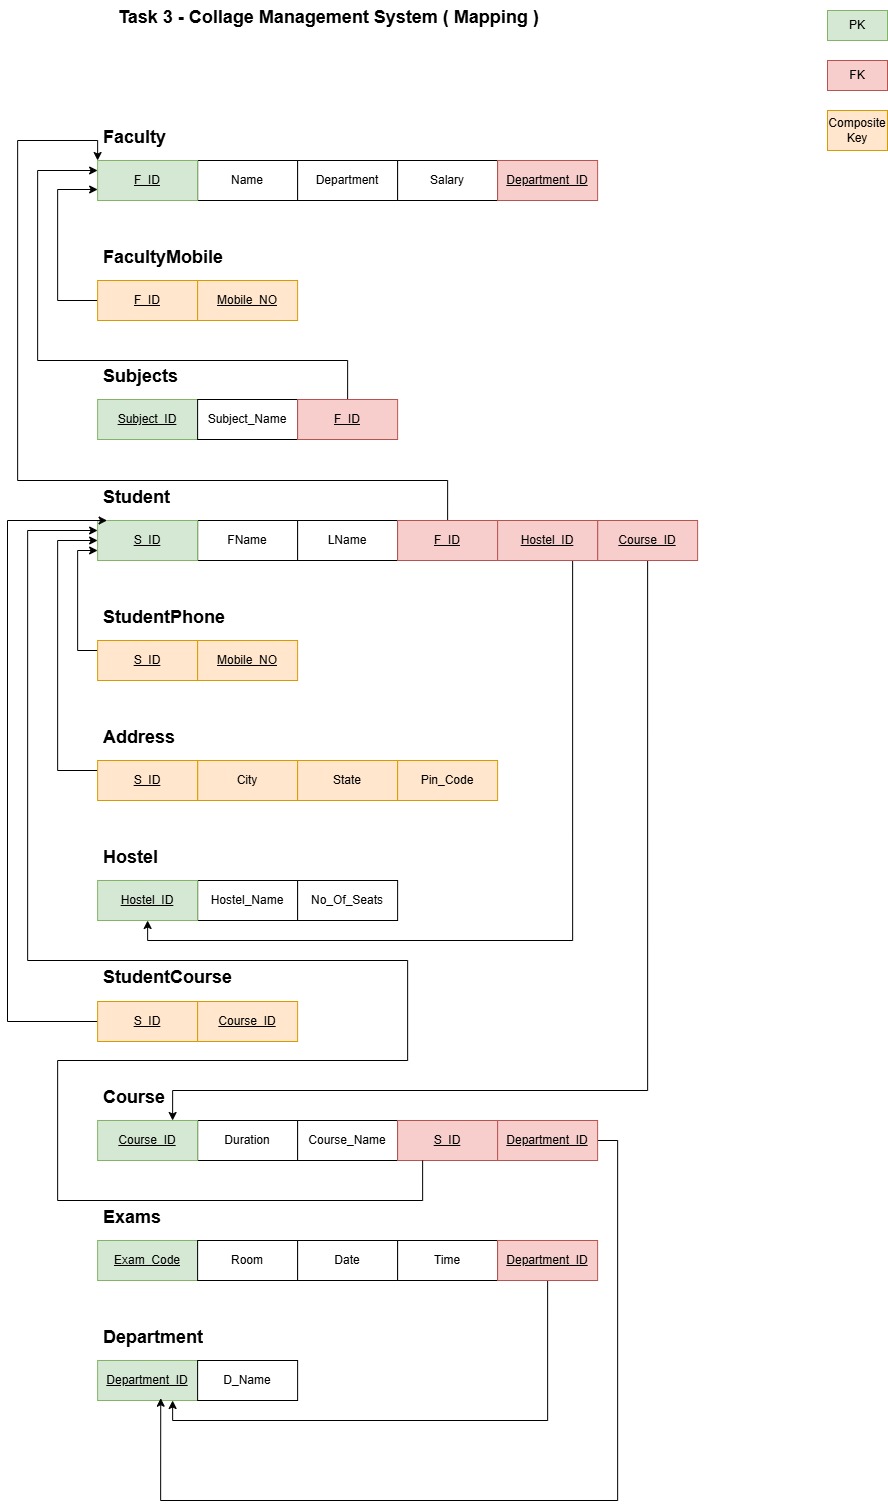 Task 3 - Collage Management System ( Mapping )
PK
FK
Composite
Key
Faculty
F_ID Name Department Salary Department_ID
FacultyMobile
F_ID Mobile_NO
Subjects
Subject_ID Subject_Name F_ID
Student
S_ID FName LName F_ID Hostel_ID Course_ID
StudentPhone
S_ID Mobile_NO
Address
S_ID City State Pin_Code
Hostel
Hostel_ID Hostel_Name No_Of_Seats
StudentCourse
S_ID Course_ID
Course
Course_ID Duration Course_Name S_ID Department_ID
Exams
Exam_Code Room Date Time Department_ID
Department
Department_ID D_Name